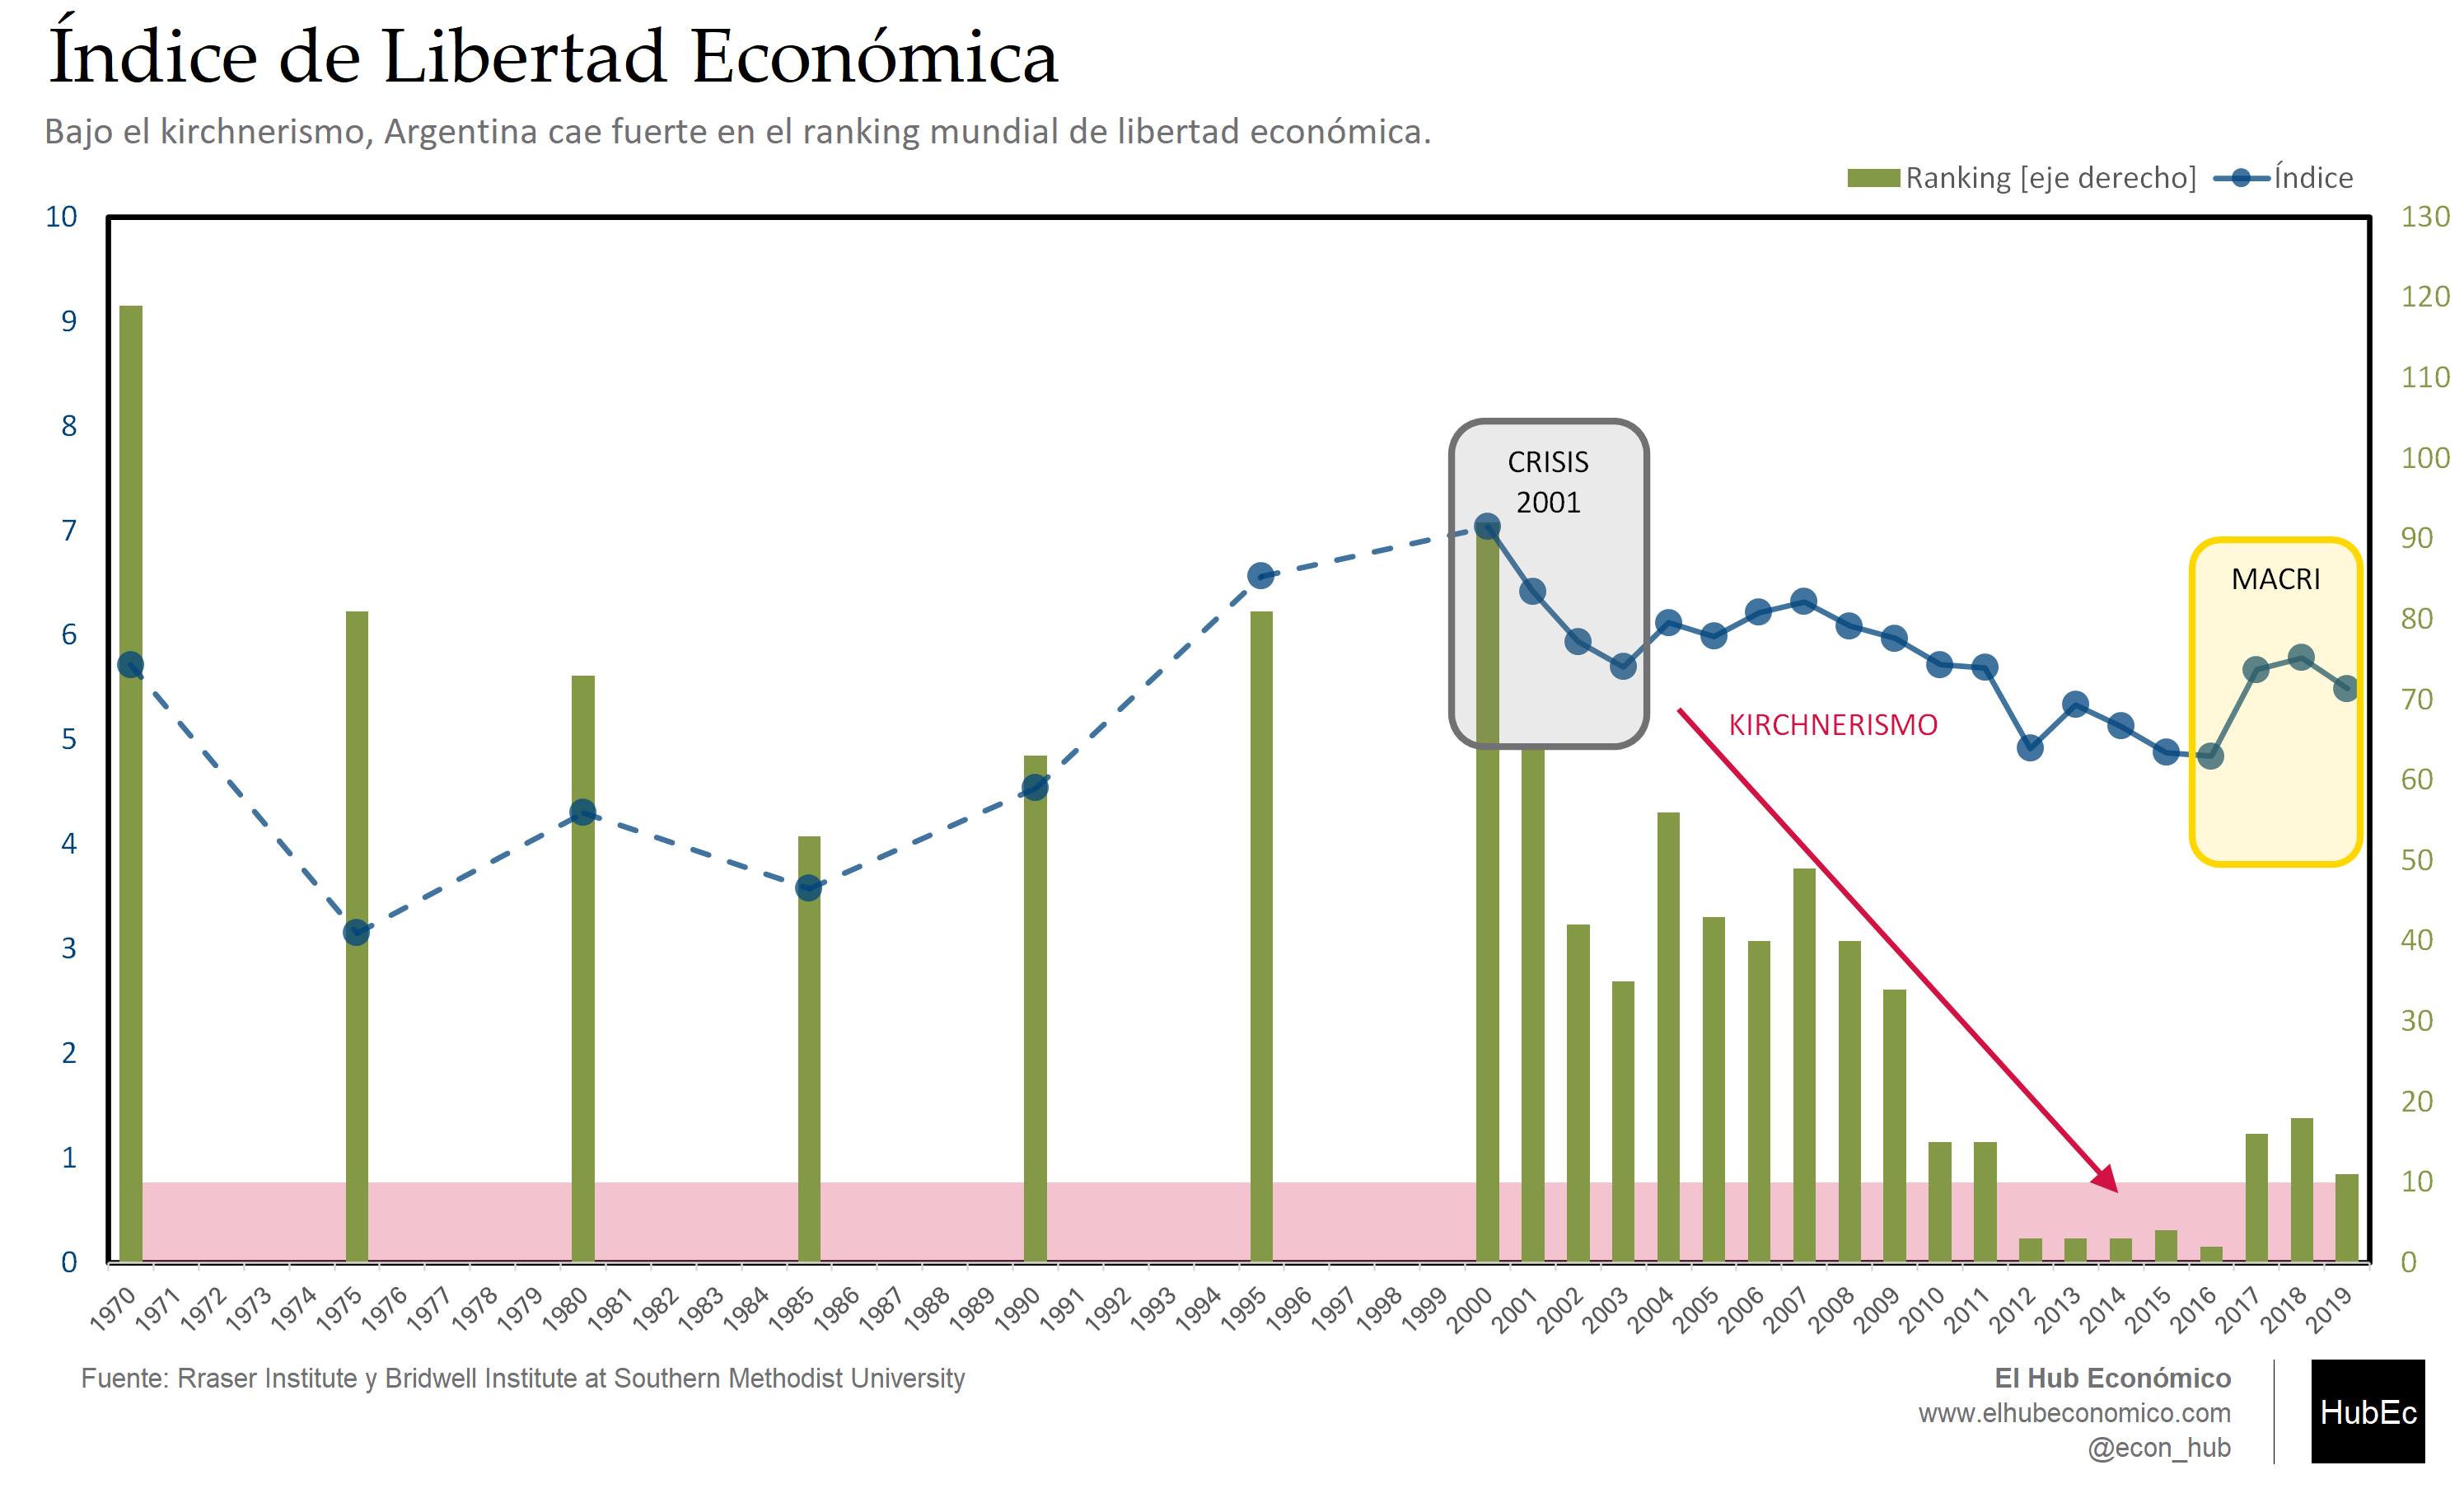 Índice de Libertad Económica
Bajo el kirchnerismo, Argentina cae fuerte en el ranking mundial de libertad económica.
Ranking [eje derecho] Índice
10
9
8
7
6
5
4
3
2
1
0
CRISIS
2001
KIRCHNERISMO
MACRI
130
120
110
100
90
80
70
60
50
40
30
20
10
0
1970 1971 1972 1973 1974 1975 1976 1977 1978 1979 1980 1981 1982 1983 1984 1985 1986 1987 1988 1989 1990 1991 1992 1993 1994 1995 1996 1997 1998 1999 2000 2001 2002 2003 2004 2005 2006 2007 2008 2009 2010 2011 2012 2013 2014 2015 2016 2017 2018 2019
Fuente: Rraser Institute y Bridwell Institute at Southern Methodist University
El Hub Económico
www.elhubeconomico.com
@econ_hub
HubEc